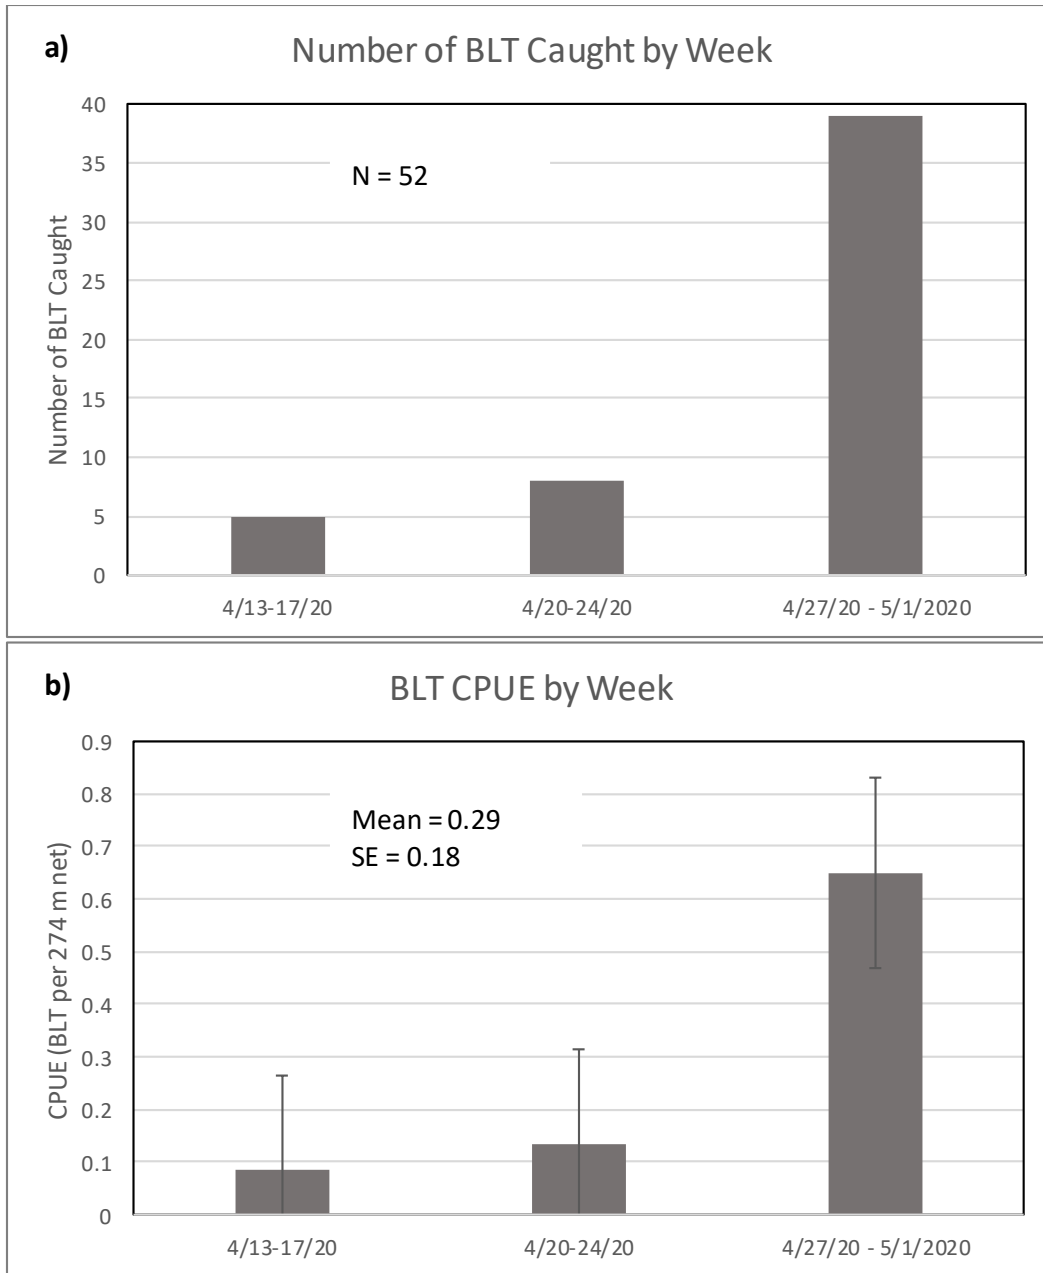 a)
Number of BLT Caught by Week
Number of BLT Caught
40
35
30
25
20
15
10
5
0
N = 52
4/13-17/20
4/20-24/20
4/27/20 - 5/1/2020
b)
BLT CPUE by Week
CPUE (BLT per 274 m net)
0.9
0.8
0.7
0.6
0.5
0.4
0.3
0.2
0.1
0
Mean = 0.29
SE = 0.18
4/13-17/20
4/20-24/20
4/27/20 - 5/1/2020